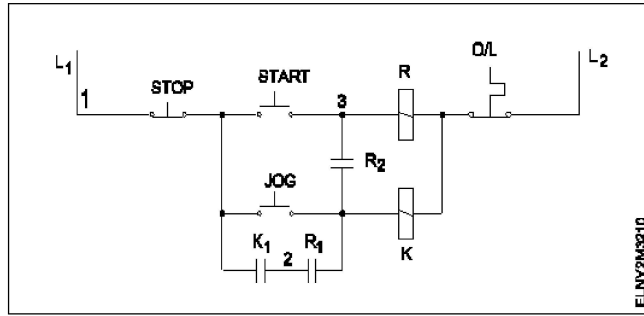 L1
1
STOP
START
3
R
O/L
L2
R2
JOG
K1
2
R1
K
ELNY2M3210